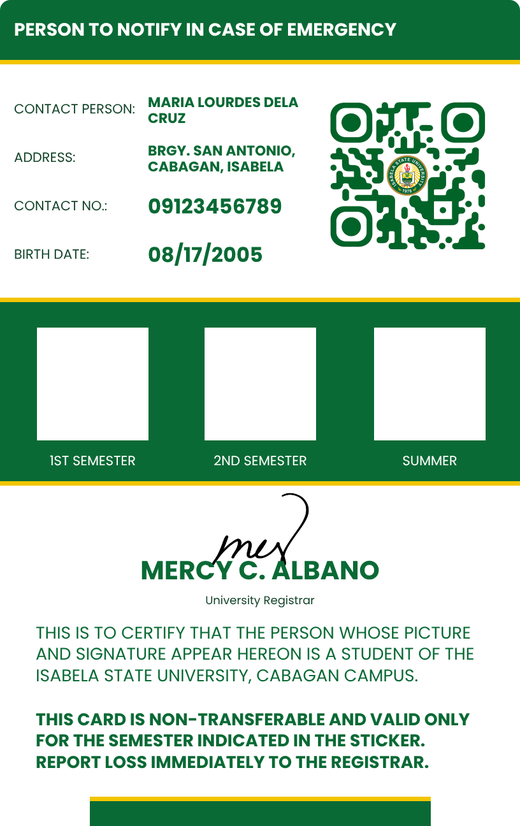 PERSON TO NOTIFY IN CASE OF EMERGENCY
CONTACT PERSON: MARIA LOURDES DELA
CRUZ
ADDRESS: BRGY. SAN ANTONIO,
CABAGAN, ISABELA
CONTACT NO.: 09123456789
BIRTH DATE: 08/17/2005
ISABELA STATE UNIVERSITY
1978
1ST SEMESTER 2ND SEMESTER SUMMER
MERCY C. ALBANO
University Registrar
THIS IS TO CERTIFY THAT THE PERSON WHOSE PICTURE
AND SIGNATURE APPEAR HEREON IS A STUDENT OF THE
ISABELA STATE UNIVERSITY, CABAGAN CAMPUS.
THIS CARD IS NON-TRANSFERABLE AND VALID ONLY
FOR THE SEMESTER INDICATED IN THE STICKER.
REPORT LOSS IMMEDIATELY TO THE REGISTRAR.